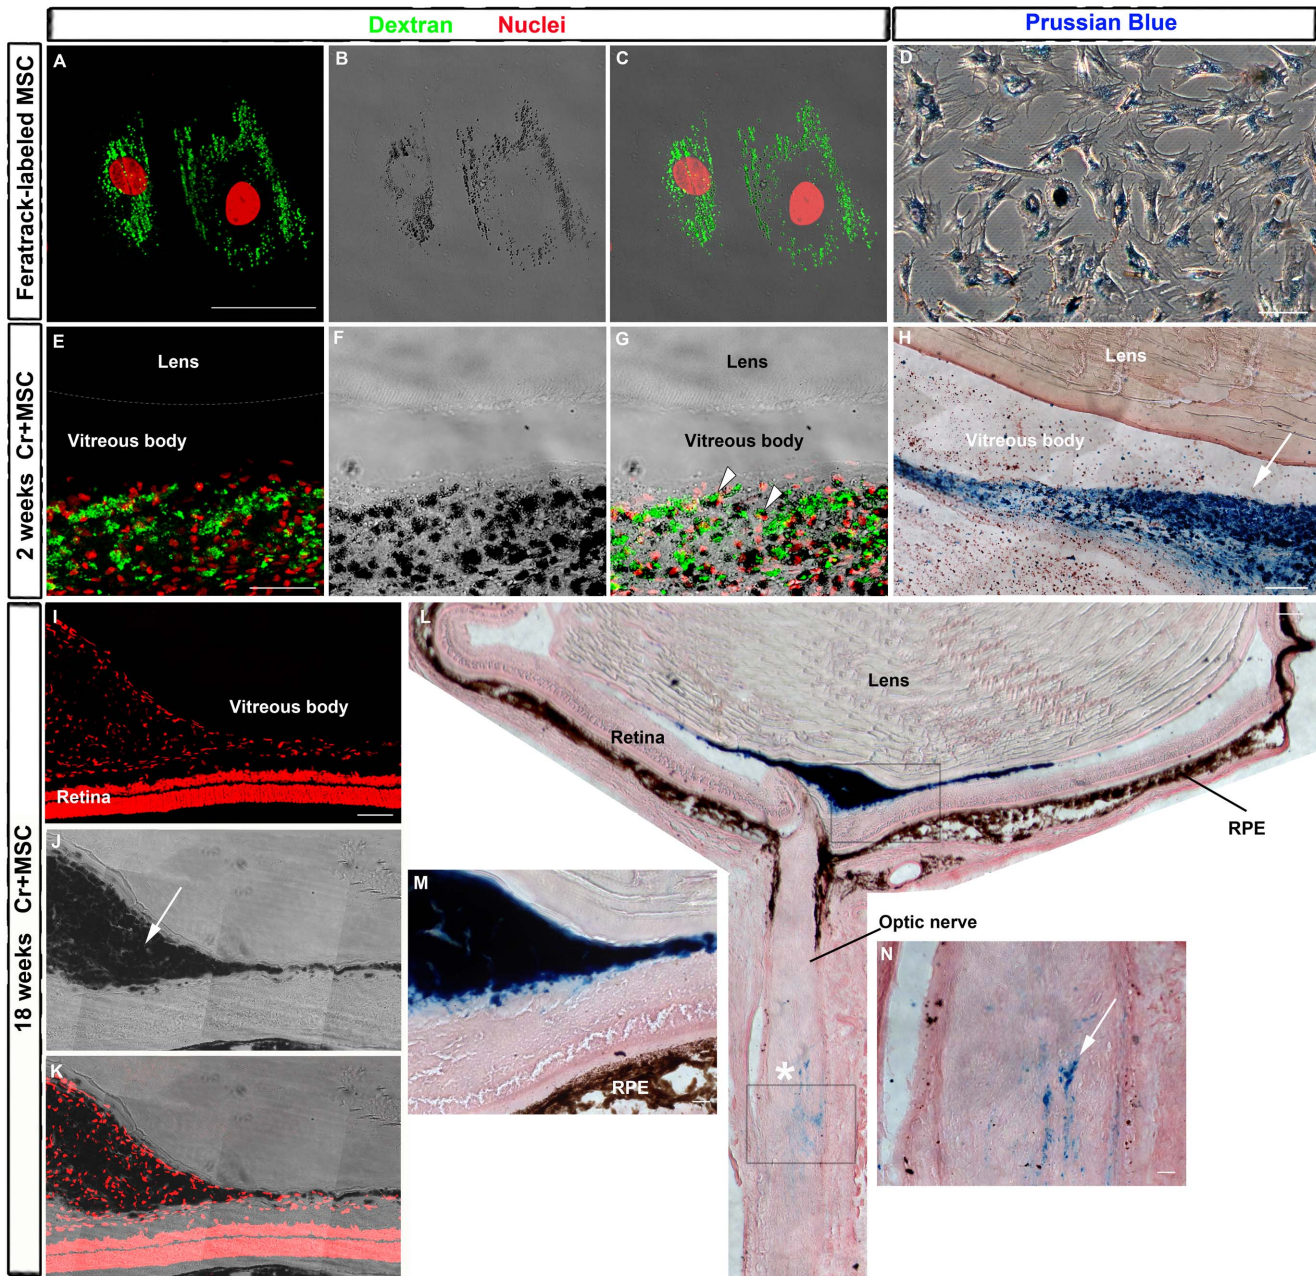 Dextran Nuclei
Prussian Blue
Feratrack-labeled MSC
A
B
C
D
2 weeks Cr+MSC
E
Lens
Vitreous body
F
G
Lens
Vitreous body
H
Lens
Vitreous body
18 weeks Cr+MSC
I
Vitreous body
Retina
J
K
L
Lens
Retina
RPE
Optic nerve
M
RPE
*
N